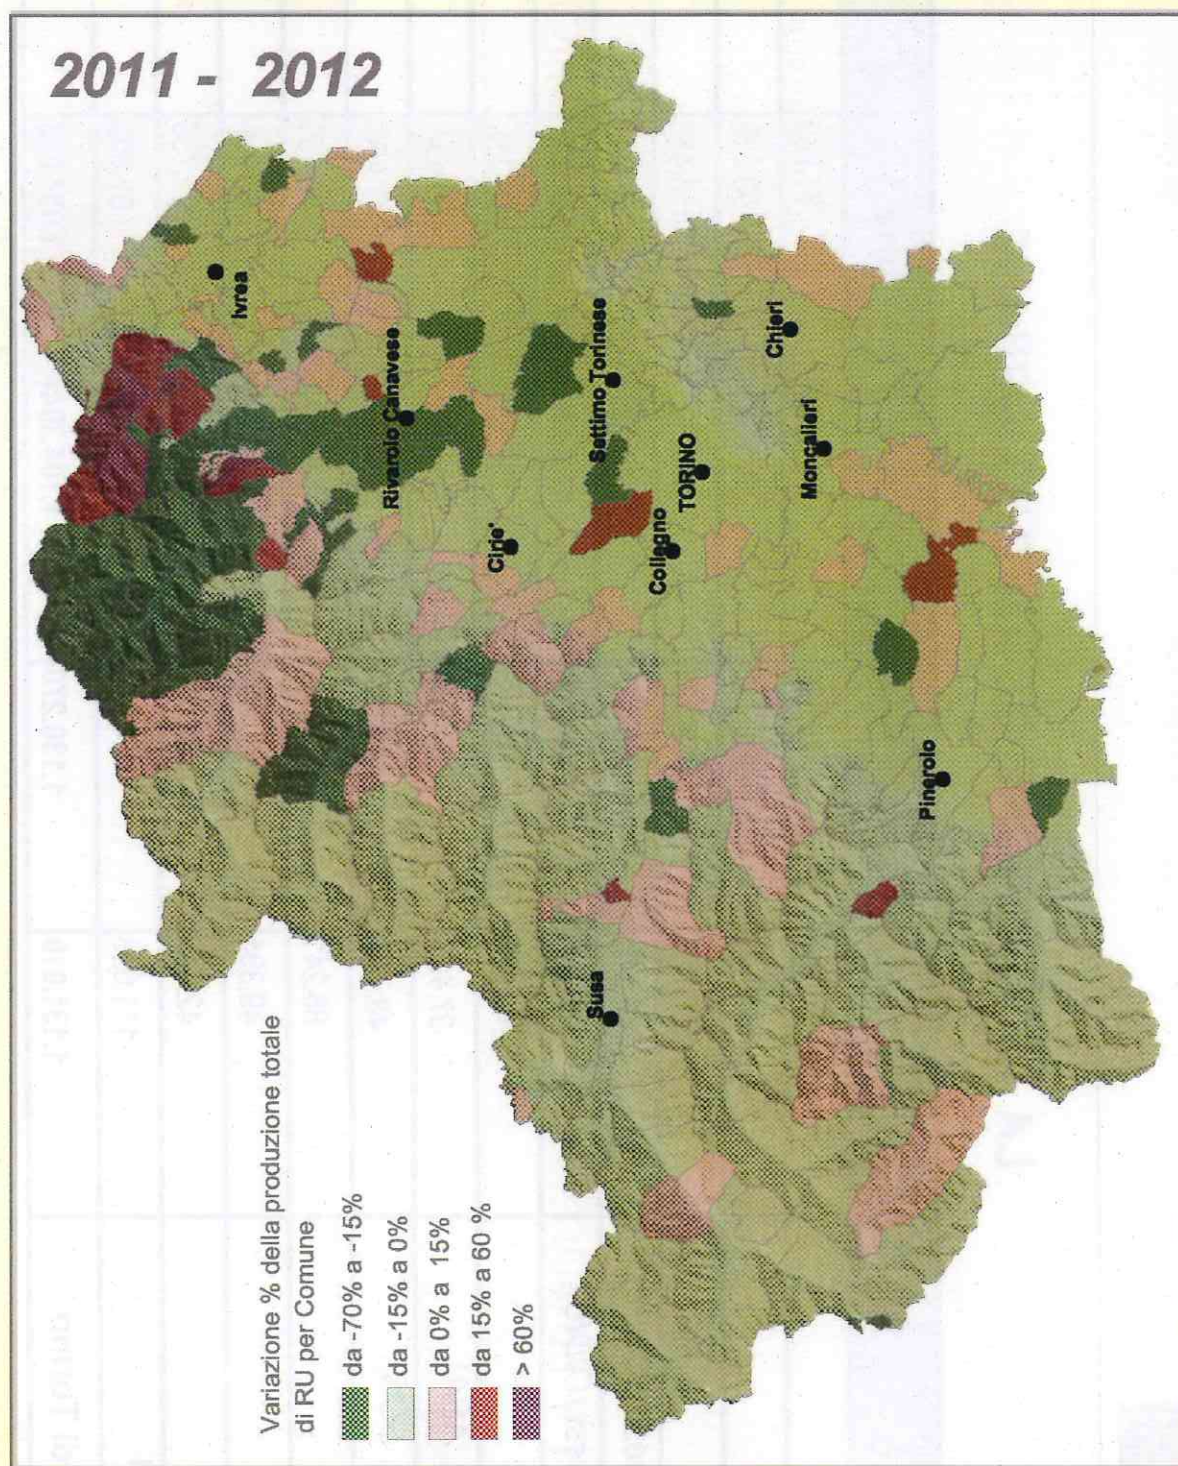 2011 - 2012
Variazione % della produzione totale
di RU per Comune
da -70% a -15%
da -15% a 0%
da 0% a 15%
da 15% a 60 %
> 60%
Ivrea
Rivarolo Canavese
Cirie'
Settimo Torinese
Collegno
TORINO
Chieri
Moncalieri
Pinerolo
Susa